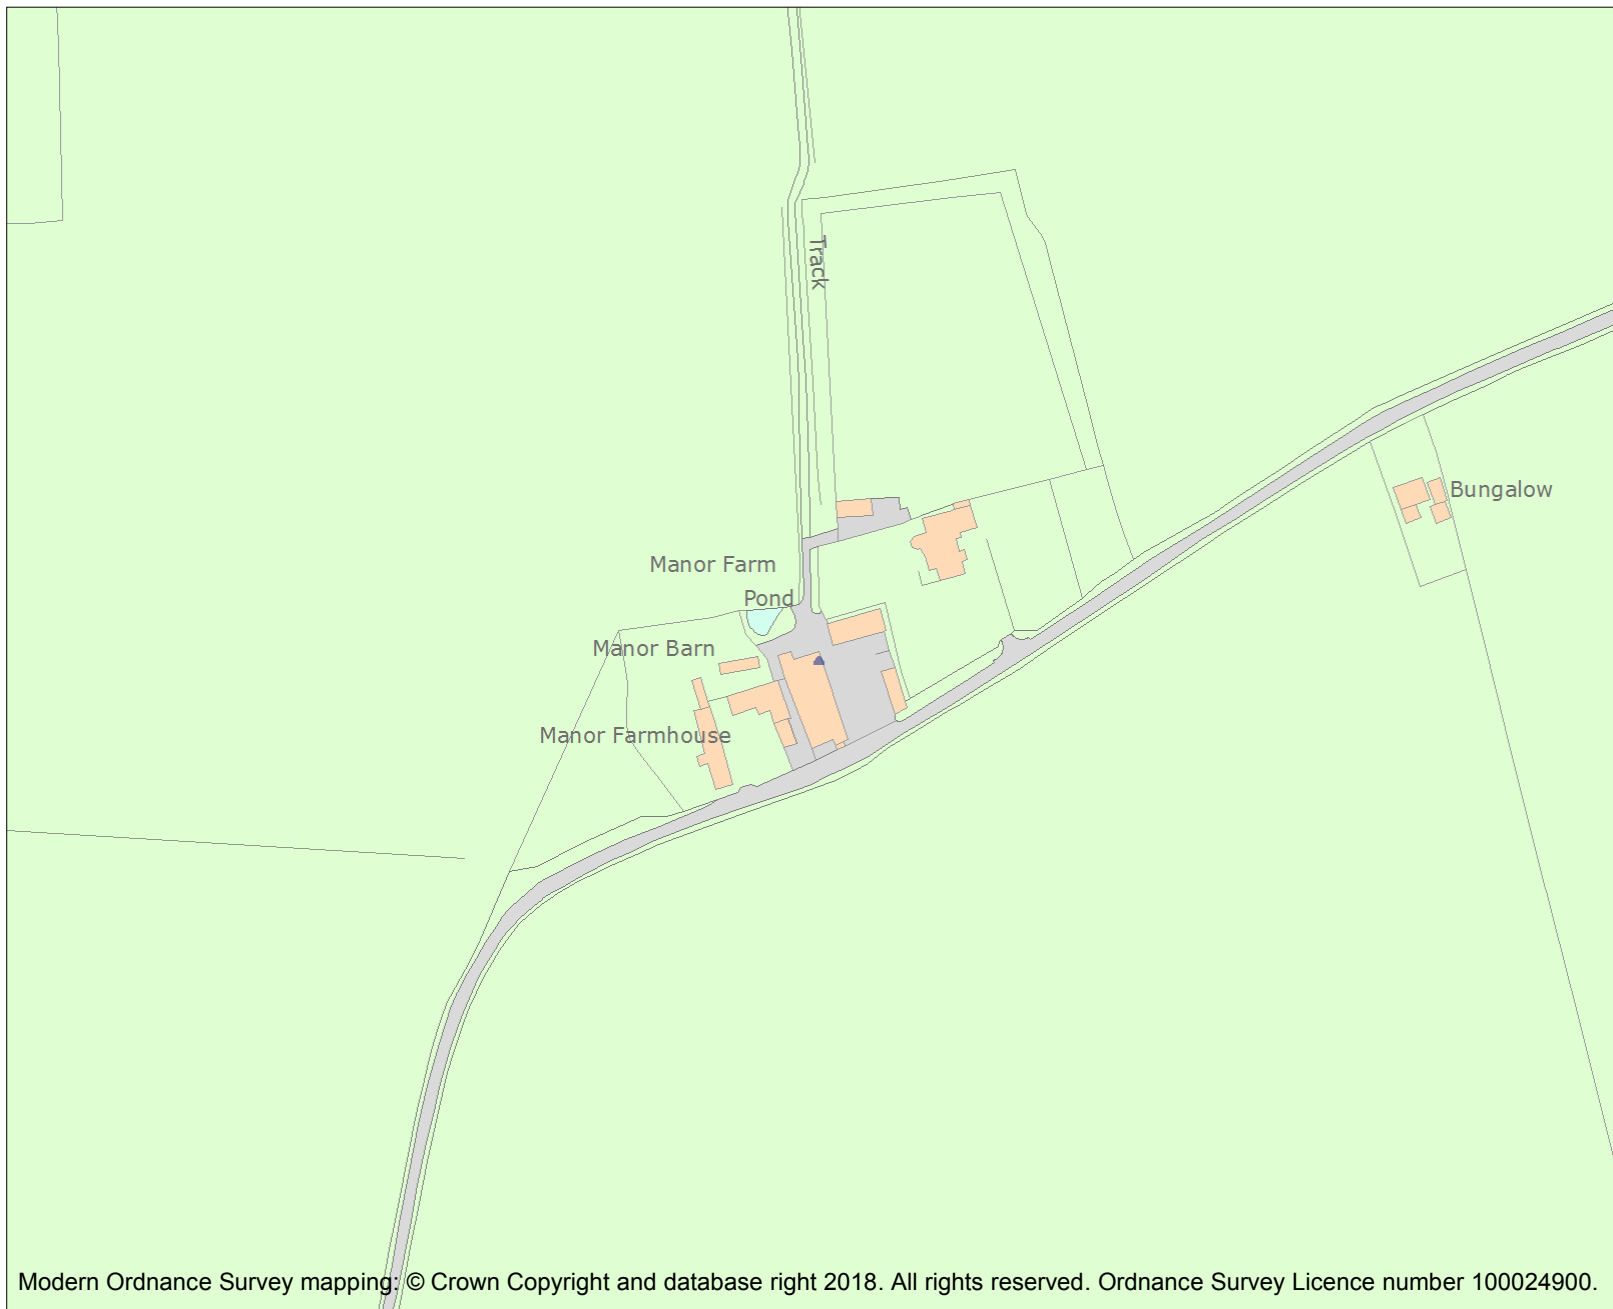 Track
Bungalow
Manor Farm
Pond
Manor Barn
Manor Farmhouse
Modern Ordnance Survey mapping: © Crown Copyright and database right 2018. All rights reserved. Ordnance Survey Licence number 100024900.